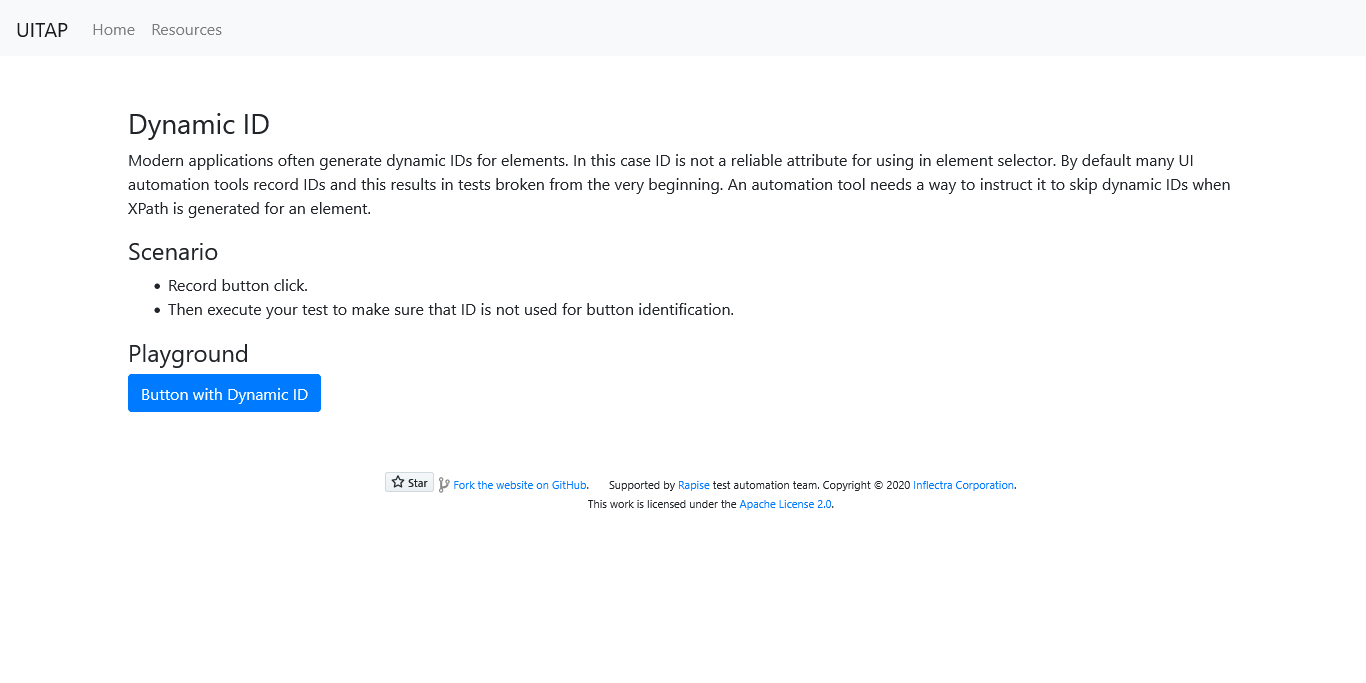 UITAP Home Resources
Dynamic ID
Modern applications often generate dynamic IDs for elements. In this case ID is not a reliable attribute for using in element selector. By default many UI
automation tools record IDs and this results in tests broken from the very beginning. An automation tool needs a way to instruct it to skip dynamic IDs when
XPath is generated for an element.
Scenario
• Record button click.
• Then execute your test to make sure that ID is not used for button identification.
Playground
Button with Dynamic ID
Star Fork the website on GitHub. Supported by Rapise test automation team. Copyright © 2020 Inflectra Corporation.
This work is licensed under the Apache License 2.0.